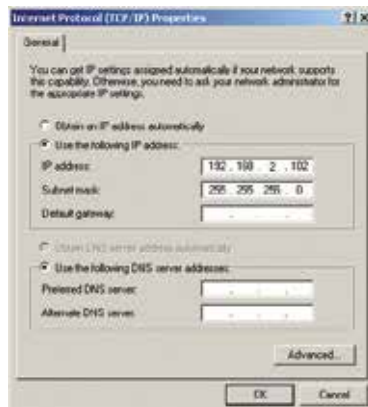 Internet Protocol (TCP/IP) Properties
General
You can get IP settings assigned automatically if your network supports
this capability. Otherwise, you need to ask your network administrator for
the appropriate IP settings.
Obtain an IP address automatically
Use the following IP address:
IP address: 192 . 168 . 2 . 102
Subnet mask: 255 . 255 . 255 . 0
Default gateway: . . .
Obtain DNS server address automatically
Use the following DNS server addresses:
Preferred DNS server: . . .
Alternate DNS server: . . .
Advanced...
OK Cancel